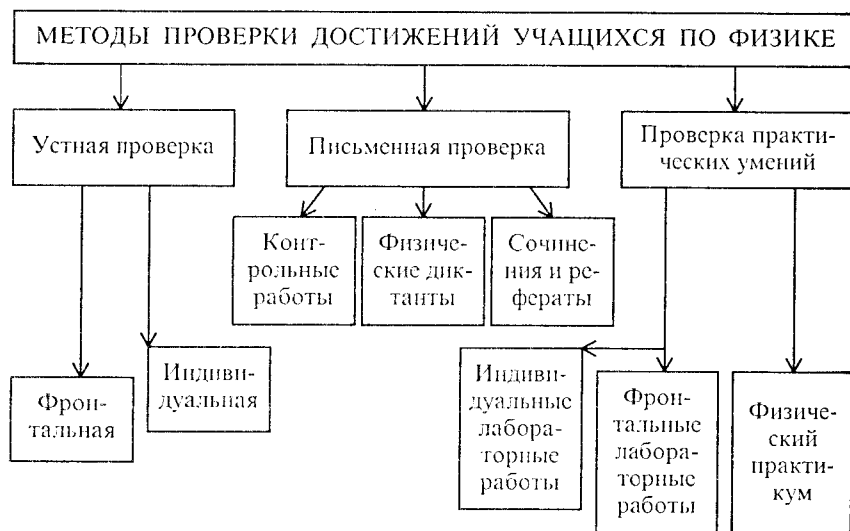 МЕТОДЫ ПРОВЕРКИ ДОСТИЖЕНИЙ УЧАЩИХСЯ ПО ФИЗИКЕ
Устная проверка
Письменная проверка
Проверка практи-
ческих умений
Конт-
рольные
работы
Физиче-
ские дик-
танты
Сочине-
ния и ре-
фераты
Фрон-
тальная
Индиви-
дуальная
Индиви-
дуальные
лабора-
торные
работы
Фрон-
тальные
лабора-
торные
работы
Физиче-
ский
практи-
кум